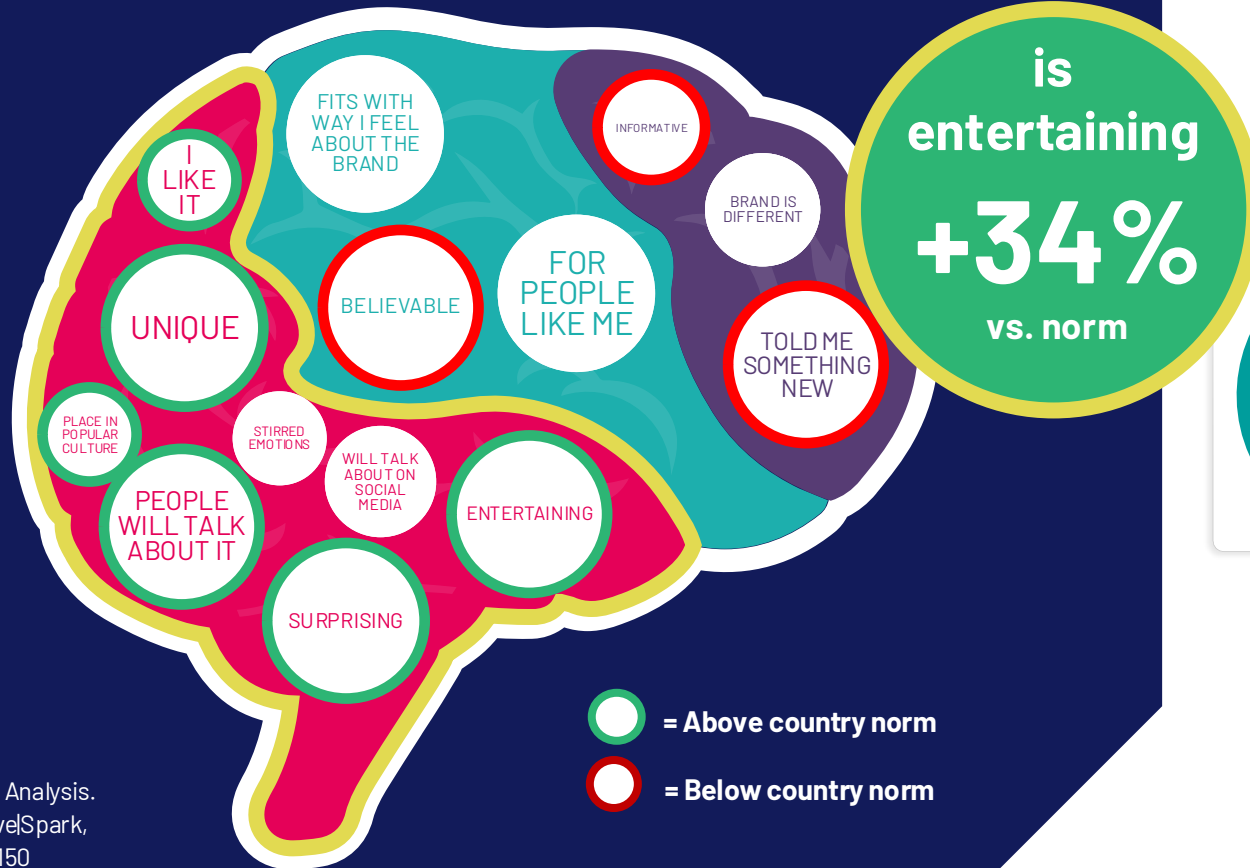 FITS WITH
WAY I FEEL
ABOUT THE
BRAND
I
LIKE
IT
INFORMATIVE
BRAND IS
DIFFERENT
is
entertaining
+34%
vs. norm
UNIQUE
BELIEVABLE
FOR
PEOPLE
LIKE ME
TOLD ME
SOMETHING
NEW
PLACE IN
POPULAR
CULTURE
STIRRED
EMOTIONS
WILL TALK
ABOUT ON
SOCIAL
MEDIA
PEOPLE
WILL TALK
ABOUT IT
ENTERTAINING
SURPRISING
= Above country norm
= Below country norm
Analysis.
ve|Spark,
150